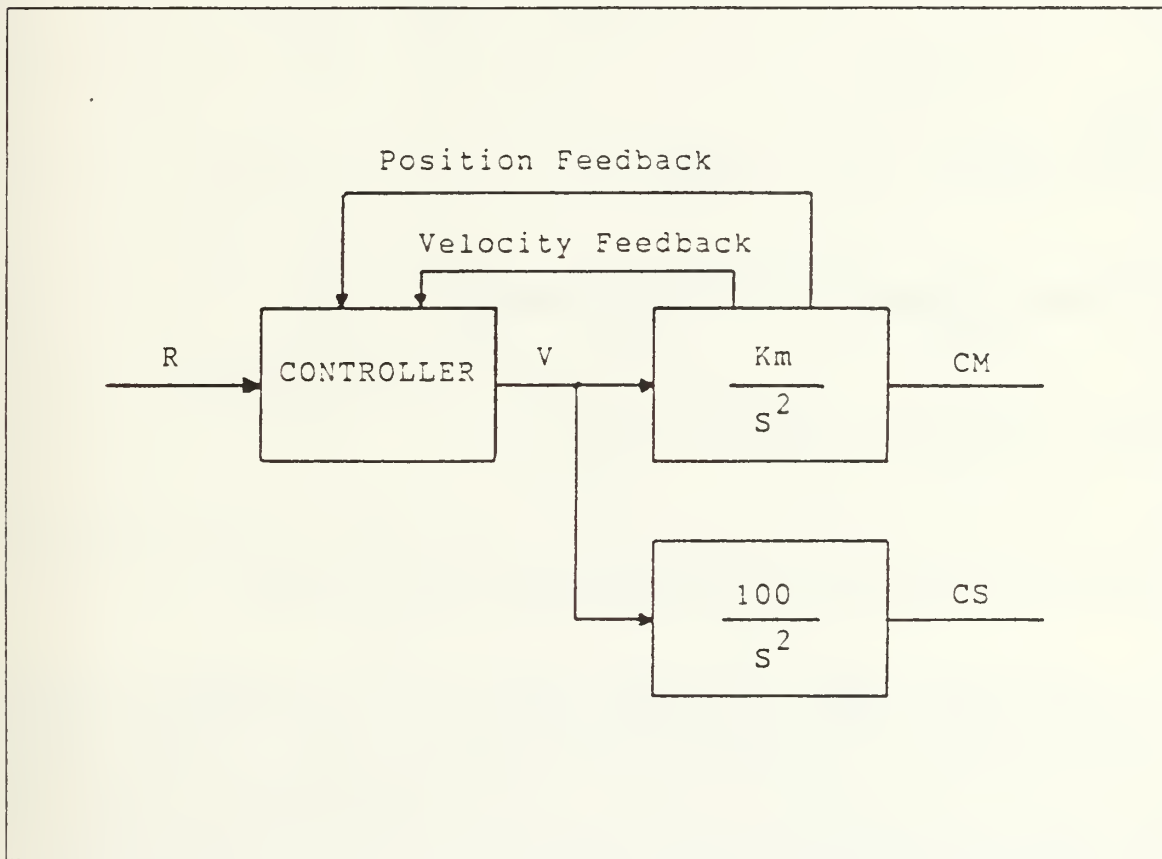 Position Feedback
Velocity Feedback
R
CONTROLLER
V
Km
S²
CM
100
S²
CS